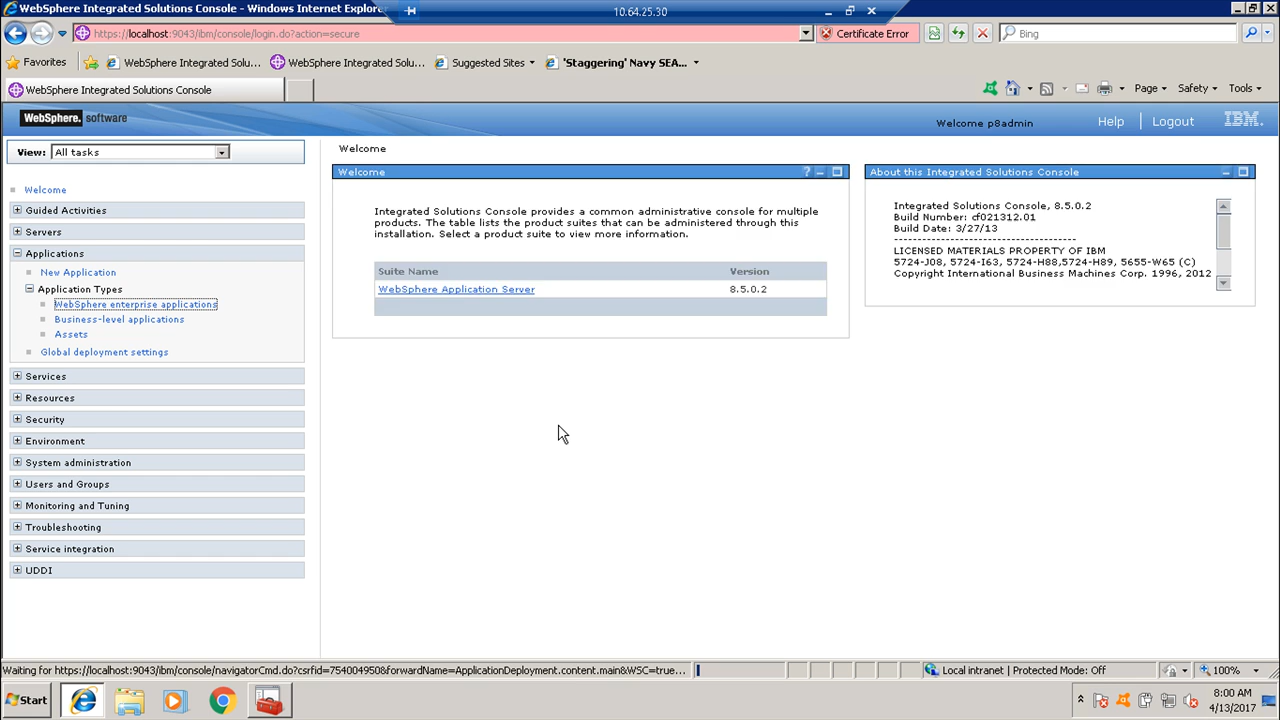 WebSphere Integrated Solutions Console - Windows Internet Explorer
10.64.25.30
https://localhost:9043/ibm/console/login.do?action=secure
Certificate Error
Bing
Favorites
WebSphere Integrated Solu...
WebSphere Integrated Solu...
Suggested Sites
'Staggering' Navy SEA...
WebSphere Integrated Solutions Console
Page
Safety
Tools
WebSphere. software
Welcome p8admin
Help
Logout
IBM
View: All tasks
Welcome
Guided Activities
Servers
Applications
New Application
Application Types
WebSphere enterprise applications
Business-level applications
Assets
Global deployment settings
Services
Resources
Security
Environment
System administration
Users and Groups
Monitoring and Tuning
Troubleshooting
Service integration
UDDI
Welcome
Welcome
Integrated Solutions Console provides a common administrative console for multiple
products. The table lists the product suites that can be administered through this
installation. Select a product suite to view more information.
Suite Name Version
WebSphere Application Server 8.5.0.2
About this Integrated Solutions Console
Integrated Solutions Console, 8.5.0.2
Build Number: cf021312.01
Build Date: 3/27/13
----------------------------------
LICENSED MATERIALS PROPERTY OF IBM
5724-J08, 5724-I63, 5724-H88,5724-H89, 5655-W65 (C)
Copyright International Business Machines Corp. 1996, 2012
Waiting for https://localhost:9043/ibm/console/navigatorCmd.do?csrfid=754004950&forwardName=ApplicationDeployment.content.main&WSC=true...
Local intranet | Protected Mode: Off
100%
Start
8:00 AM
4/13/2017